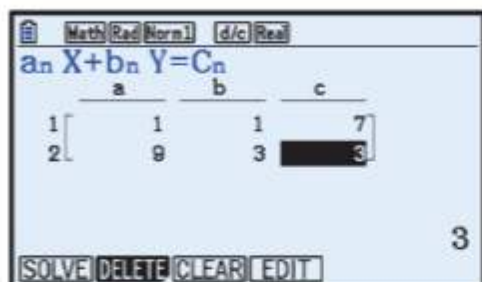 Math Rad Norm1 d/c Real
an X+bn Y=Cn
a b c
1 1 1 7
2 9 3 3
3
SOLVE DELETE CLEAR EDIT